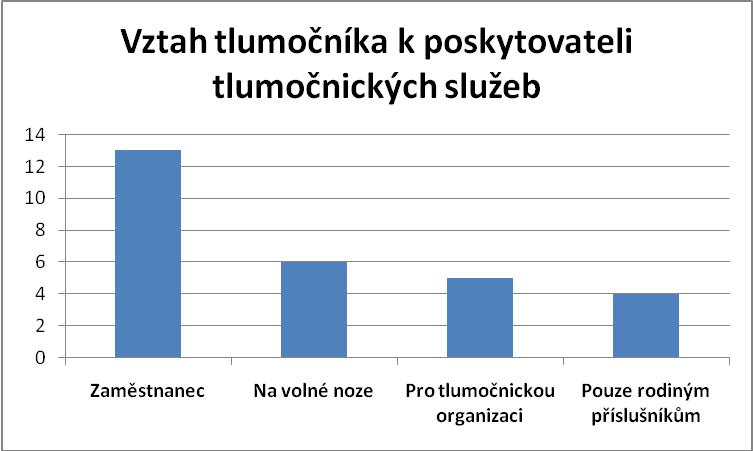 Vztah tlumočníka k poskytovateli
tlumočnických služeb
14
12
10
8
6
4
2
0
Zaměstnanec
Na volné noze
Pro tlumočnickou
organizaci
Pouze rodiným
příslušníkům